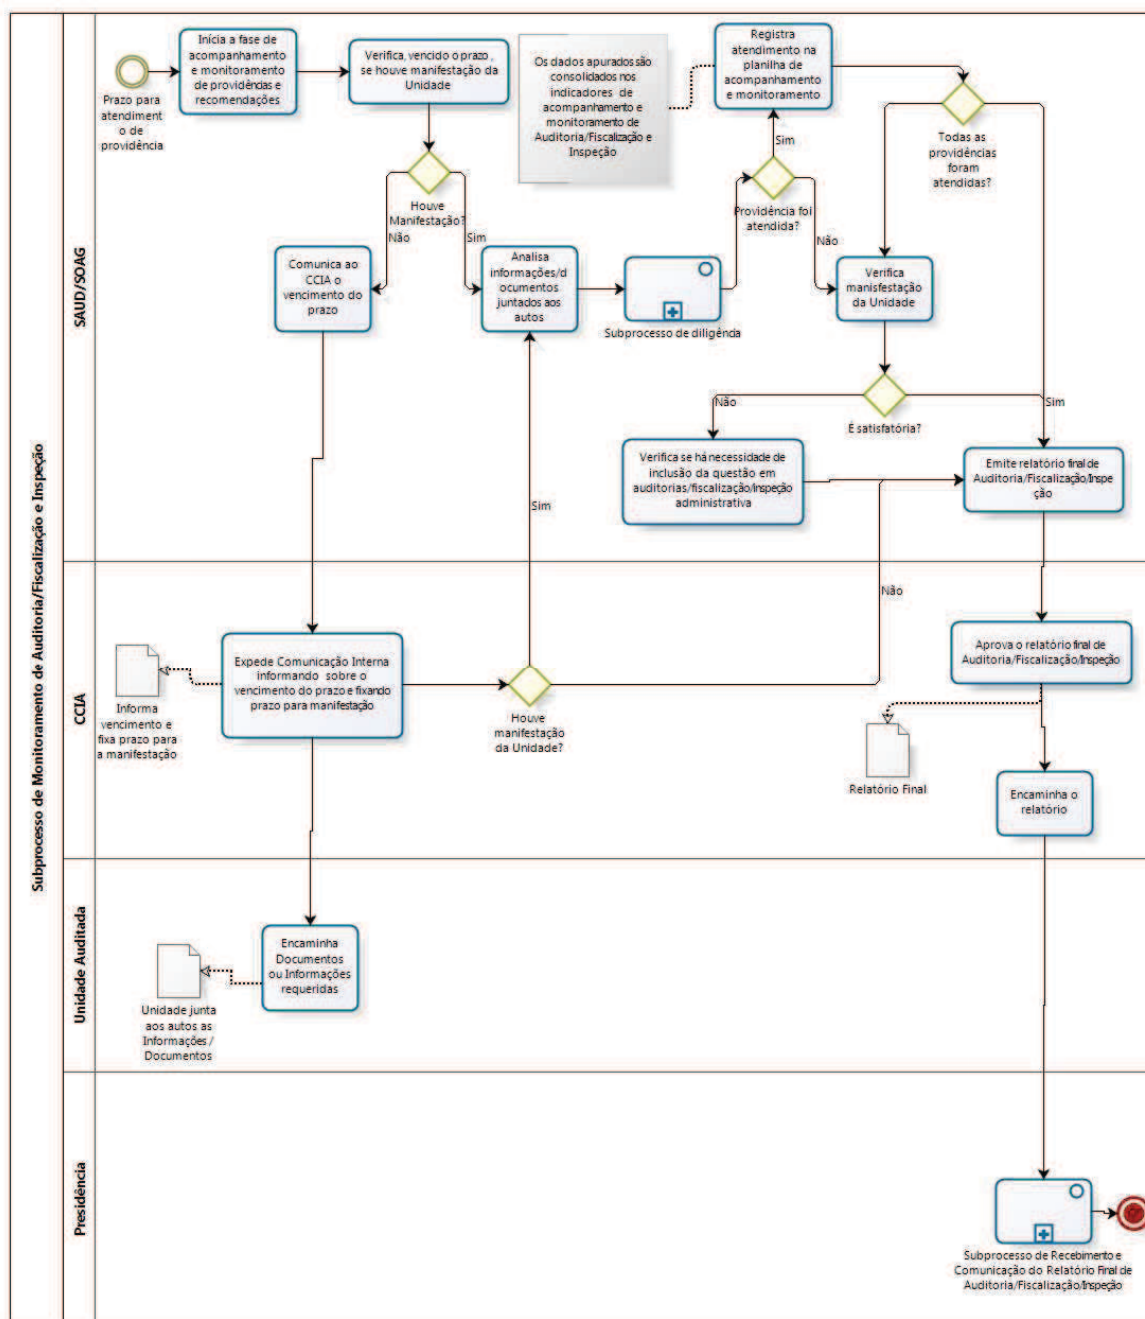 Subprocesso de Monitoramento de Auditoria/Fiscalização e Inspeção
SAUD/SOAG
Prazo para
atendiment
o de
providência
Inícia a fase de
acompanhamento
e monitoramento
de providências e
recomendações
Verifica, vencido o prazo,
se houve manifestação da
Unidade
Houve
Manifestação?
Não
Sim
Comunica ao
CCIA o
vencimento do
prazo
Analisa
informações/d
ocumentos
juntados aos
autos
Os dados apurados são
consolidados nos
indicadores de
acompanhamento e
monitoramento de
Auditoria/Fiscalização e
Inspeção
Subprocesso de diligência
Registra
atendimento na
planilha de
acompanhamento
e monitoramento
Sim
Providência foi
atendida?
Não
Todas as
providências
foram
atendidas?
Verifica
manisfestação
da Unidade
Não
É satisfatória?
Sim
Verifica se há necessidade de
inclusão da questão em
auditorias/fiscalização/inspeção
administrativa
Emite relatório final de
Auditoria/Fiscalização/Inspe
ção
Sim
Não
CCIA
Informa
vencimento e
fixa prazo para
a manifestação
Expede Comunicação Interna
informando sobre o
vencimento do prazo e fixando
prazo para manifestação
Houve
manifestação
da Unidade?
Aprova o relatório final de
Auditoria/Fiscalização/Inspeção
Relatório Final
Encaminha o
relatório
Unidade Auditada
Encaminha
Documentos
ou Informações
requeridas
Unidade junta
aos autos as
Informações /
Documentos
Presidência
Subprocesso de Recebimento e
Comunicação do Relatório Final de
Auditoria/Fiscalização/Inspeção